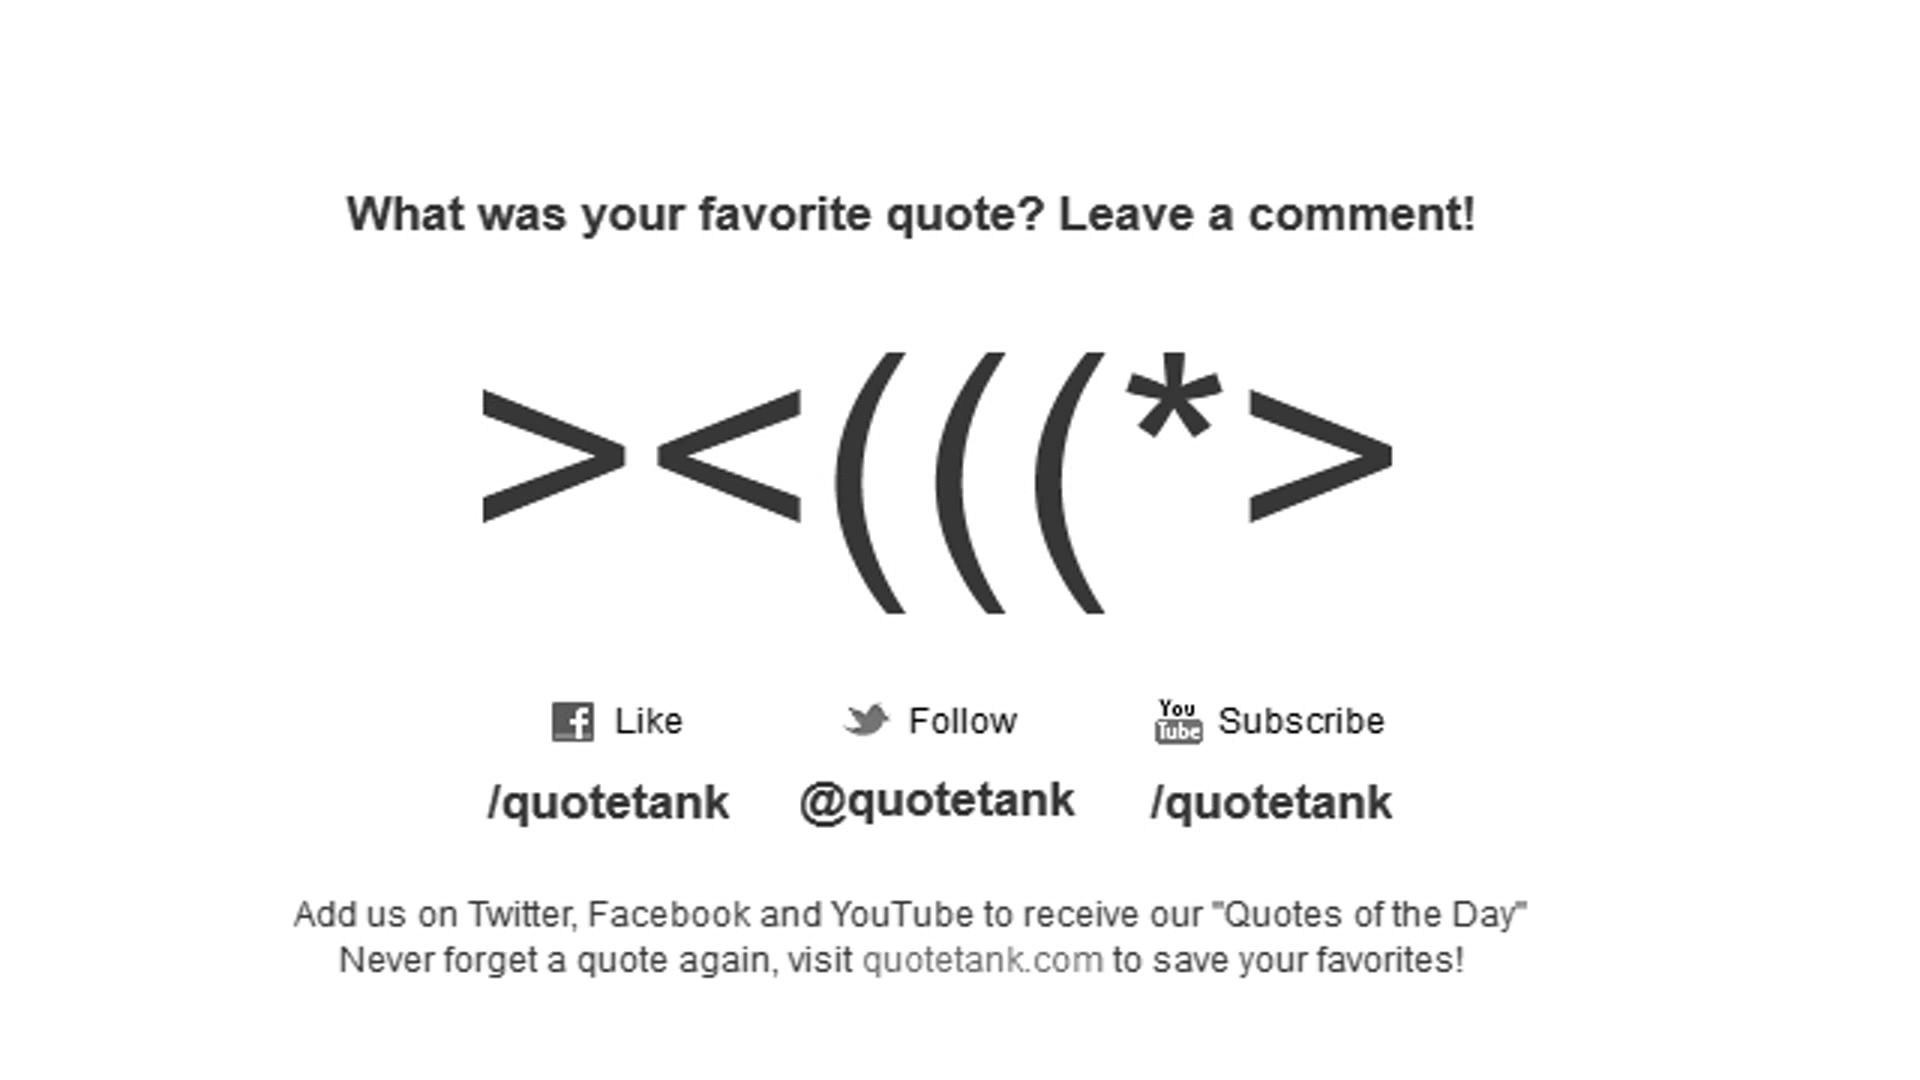 What was your favorite quote? Leave a comment!
><(((*>
f Like Follow You Tube Subscribe
/quotetank @quotetank /quotetank
Add us on Twitter, Facebook and YouTube to receive our "Quotes of the Day"
Never forget a quote again, visit quotetank.com to save your favorites!